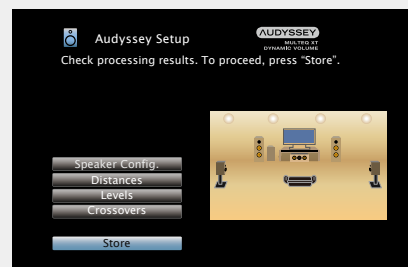 Audyssey Setup
AUDYSSEY
MULTEQ XT
DYNAMIC VOLUME
Check processing results. To proceed, press “Store”.
Speaker Config.
Distances
Levels
Crossovers
Store